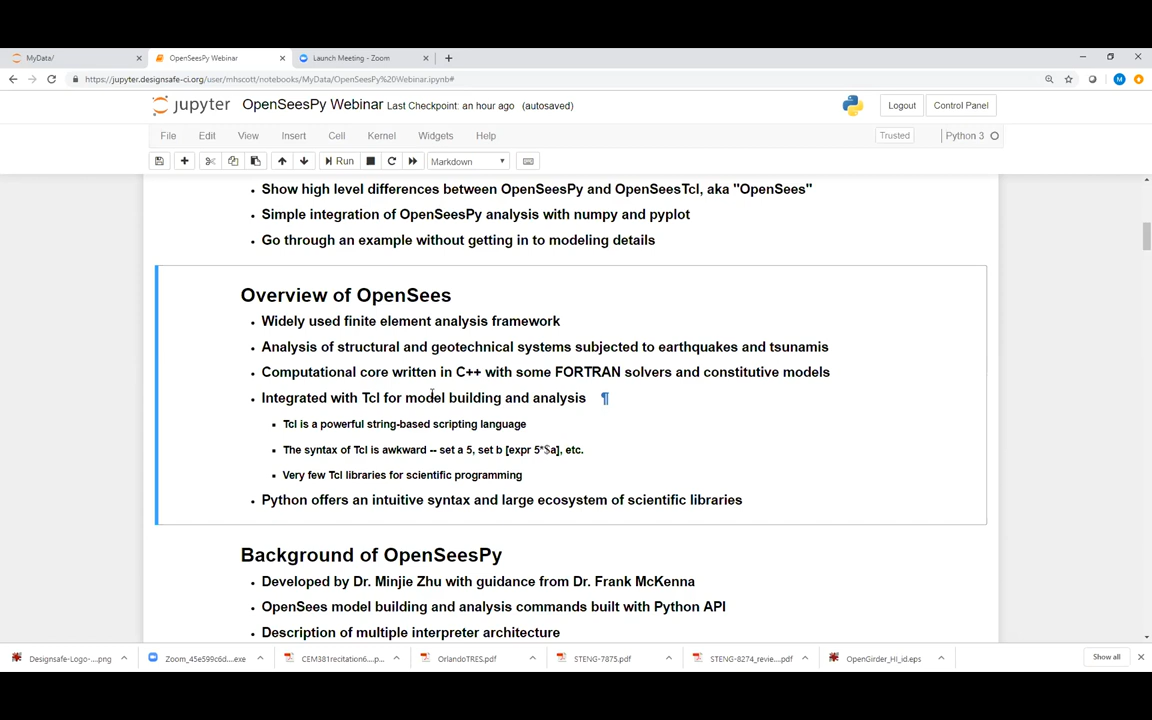 MyData/
OpenSeesPy Webinar
Launch Meeting - Zoom
https://jupyter.designsafe-ci.org/user/mhscott/notebooks/MyData/OpenSeesPy%20Webinar.ipynb#
M
jupyter OpenSeesPy Webinar Last Checkpoint: an hour ago (autosaved)
Logout Control Panel
File Edit View Insert Cell Kernel Widgets Help
Trusted Python 3
Run Markdown
• Show high level differences between OpenSeesPy and OpenSeesTcl, aka "OpenSees"
• Simple integration of OpenSeesPy analysis with numpy and pyplot
• Go through an example without getting in to modeling details
Overview of OpenSees
• Widely used finite element analysis framework
• Analysis of structural and geotechnical systems subjected to earthquakes and tsunamis
• Computational core written in C++ with some FORTRAN solvers and constitutive models
• Integrated with Tcl for model building and analysis ¶
▪ Tcl is a powerful string-based scripting language
▪ The syntax of Tcl is awkward -- set a 5, set b [expr 5*$a], etc.
▪ Very few Tcl libraries for scientific programming
• Python offers an intuitive syntax and large ecosystem of scientific libraries
Background of OpenSeesPy
• Developed by Dr. Minjie Zhu with guidance from Dr. Frank McKenna
• OpenSees model building and analysis commands built with Python API
• Description of multiple interpreter architecture
Designsafe-Logo-....png
Zoom_45e599c6d....exe
CEM381recitation6....p...
OrlandoTRES.pdf
STENG-7875.pdf
STENG-8274_revie....pdf
OpenGirder_HI_id.eps
Show all